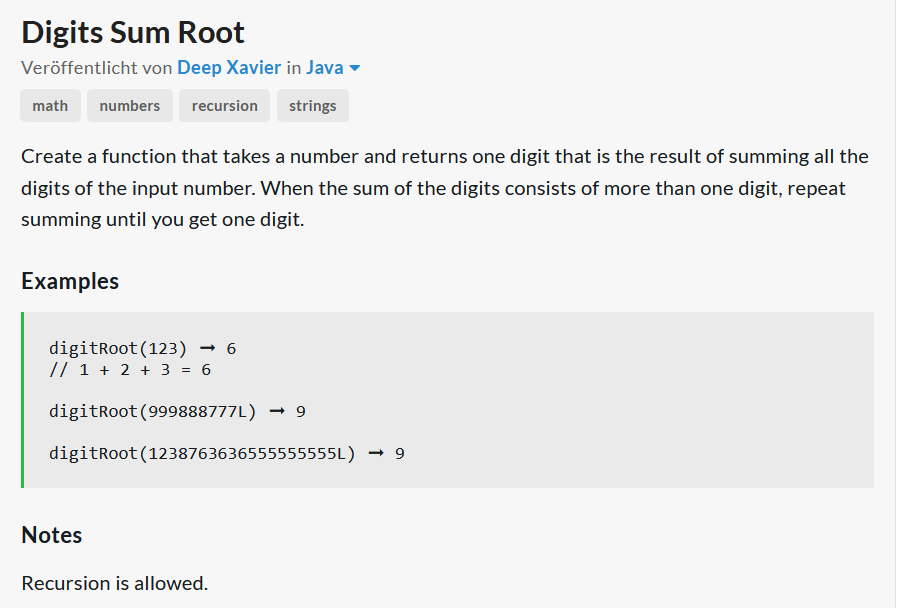 Digits Sum Root
Veröffentlicht von Deep Xavier in Java
math numbers recursion strings
Create a function that takes a number and returns one digit that is the result of summing all the
digits of the input number. When the sum of the digits consists of more than one digit, repeat
summing until you get one digit.
Examples
digitRoot(123) ➞ 6
// 1 + 2 + 3 = 6
digitRoot(999888777L) ➞ 9
digitRoot(1238763636555555555L) ➞ 9
Notes
Recursion is allowed.